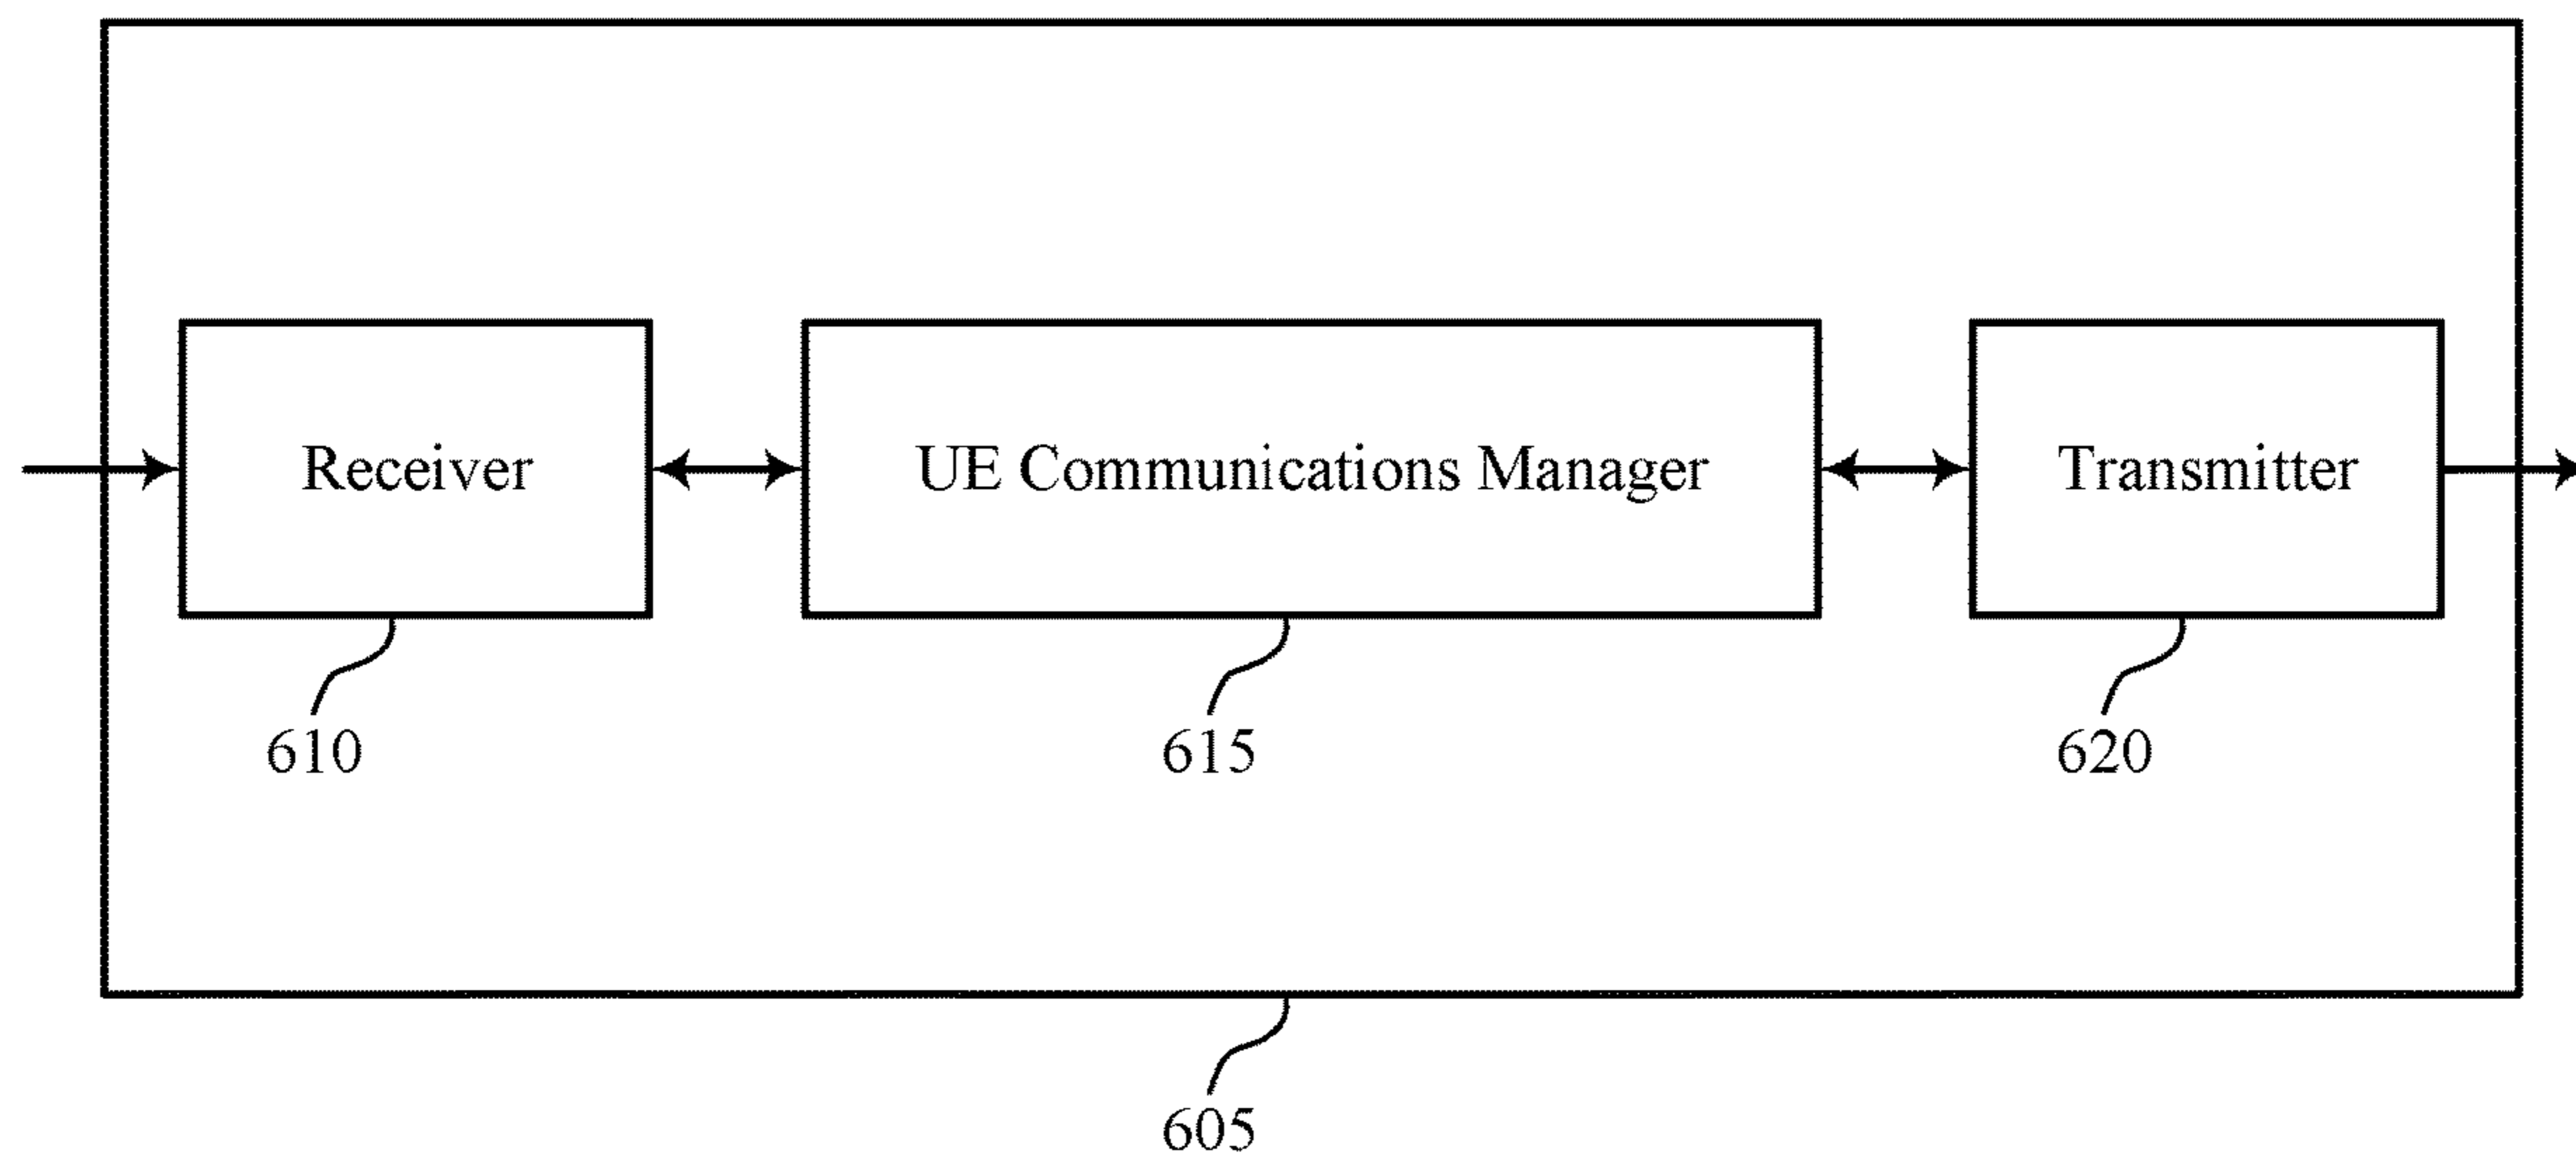 Receiver
UE Communications Manager
Transmitter
610
615
620
605